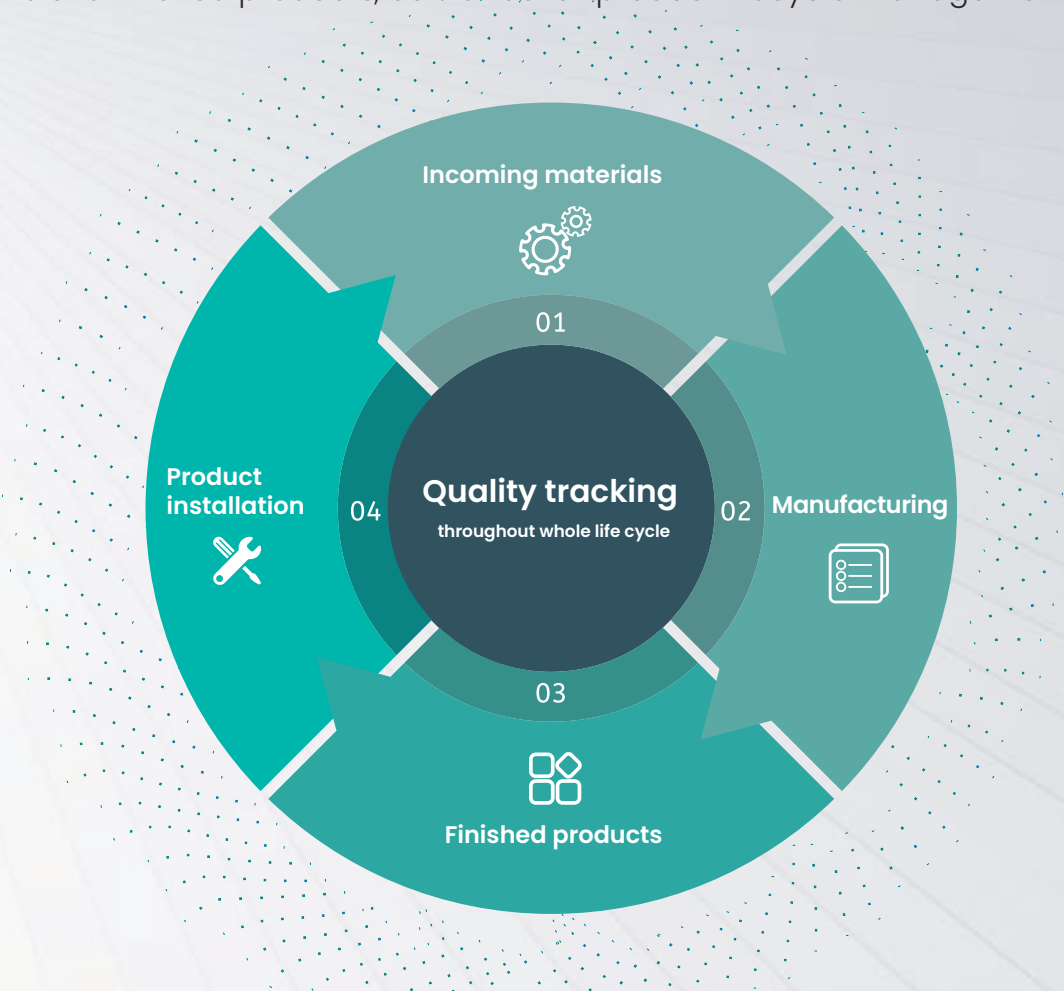 Incoming materials
01
Product
installation
04
Quality tracking
throughout whole life cycle
02
Manufacturing
03
Finished products